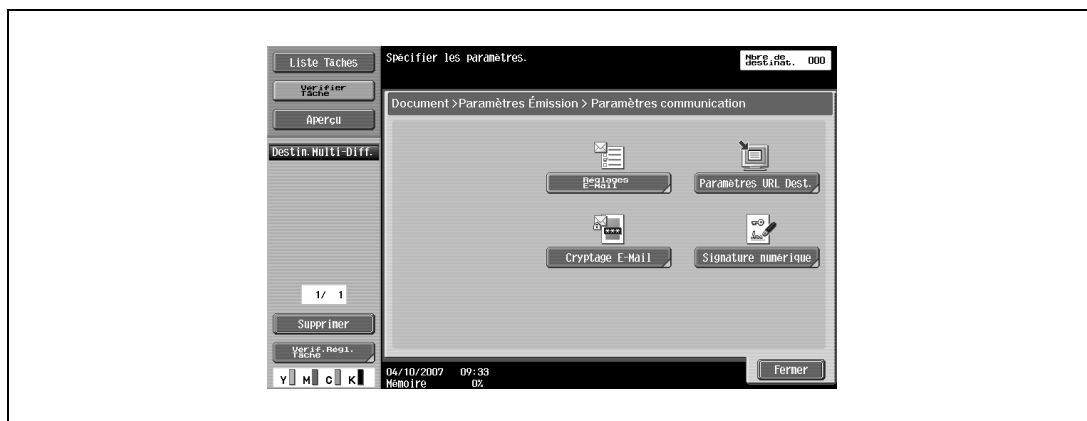 Liste Tâches
Vérifier
Tâche
Aperçu
Destin.Multi-Diff.
1/ 1
Supprimer
Vérif.Régl.
Tâche
Y M C K
Spécifier les paramètres.
Nbre de
destinat. 000
Document >Paramètres Émission > Paramètres communication
Réglages
E-Mail
Paramètres URL Dest.
Cryptage E-Mail
Signature numérique
04/10/2007 09:33
Mémoire 0%
Fermer